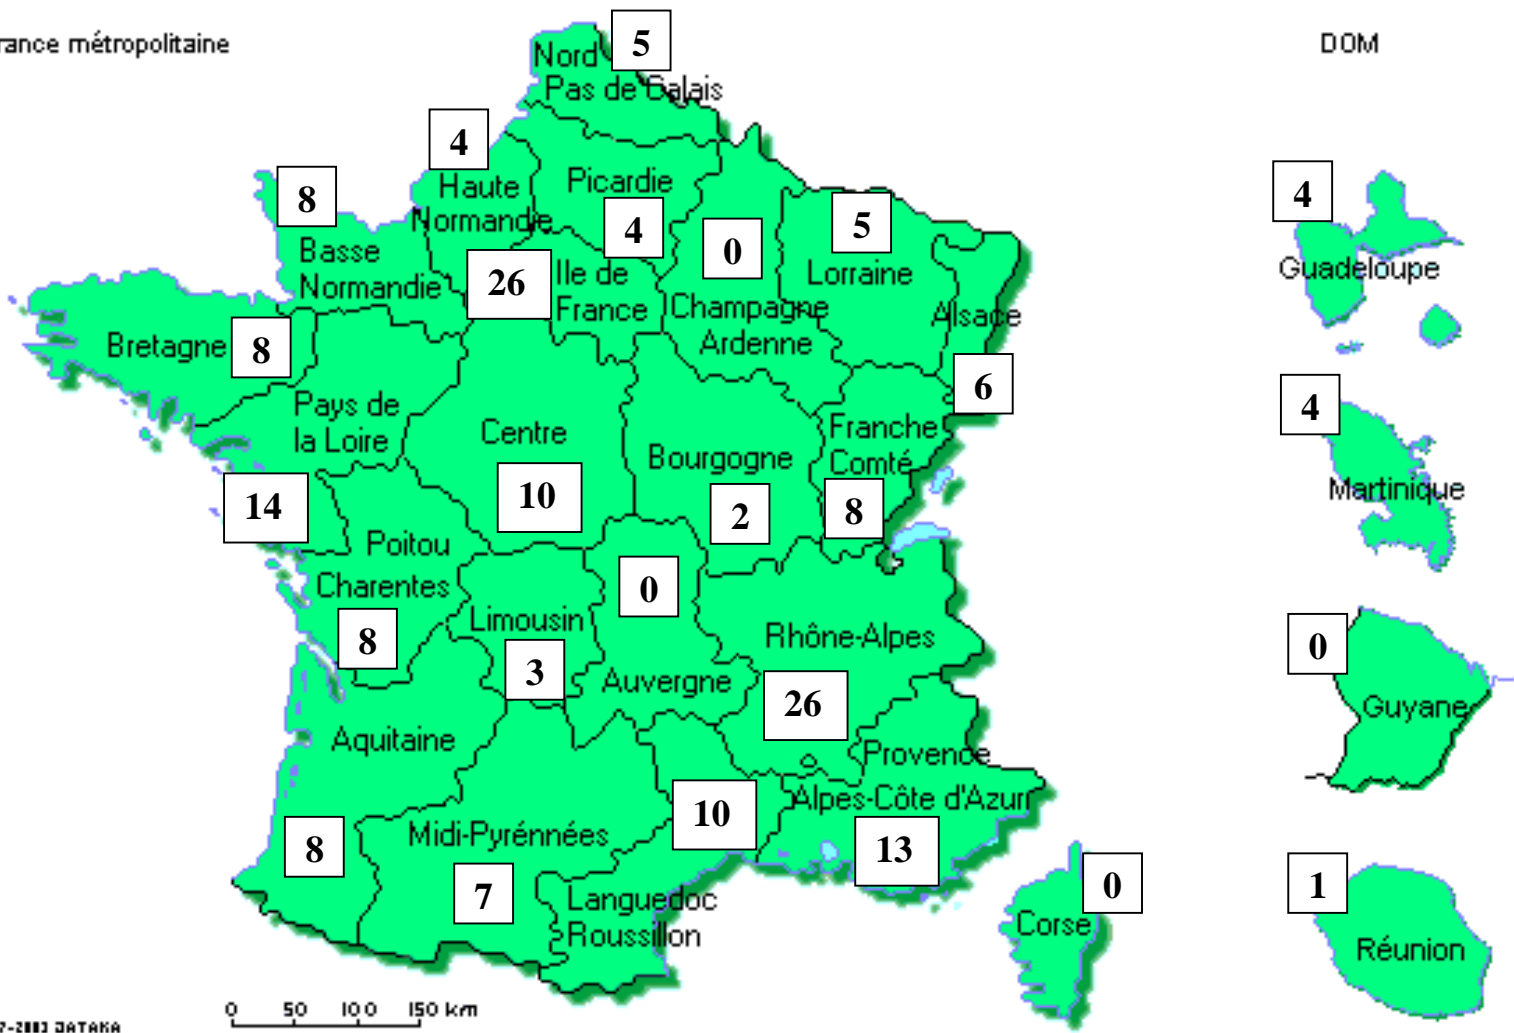 rance métropolitaine
DOM
5
Nord
Pas de Calais
4
Haute
Normandie
Picardie
4
8
Basse
Normandie
26
Ile de
France
0
Champagne
Ardenne
5
Lorraine
Alsace
6
Bretagne
8
Pays de
la Loire
14
Centre
10
Bourgogne
2
Franche
Comté
8
Poitou
Charentes
8
Limousin
3
0
Auvergne
Rhône-Alpes
26
Aquitaine
8
Midi-Pyrénnées
7
10
Languedoc
Roussillon
Provence
Alpes-Côte d'Azur
13
0
Corse
4
Guadeloupe
4
Martinique
0
Guyane
1
Réunion
0 50 100 150 km